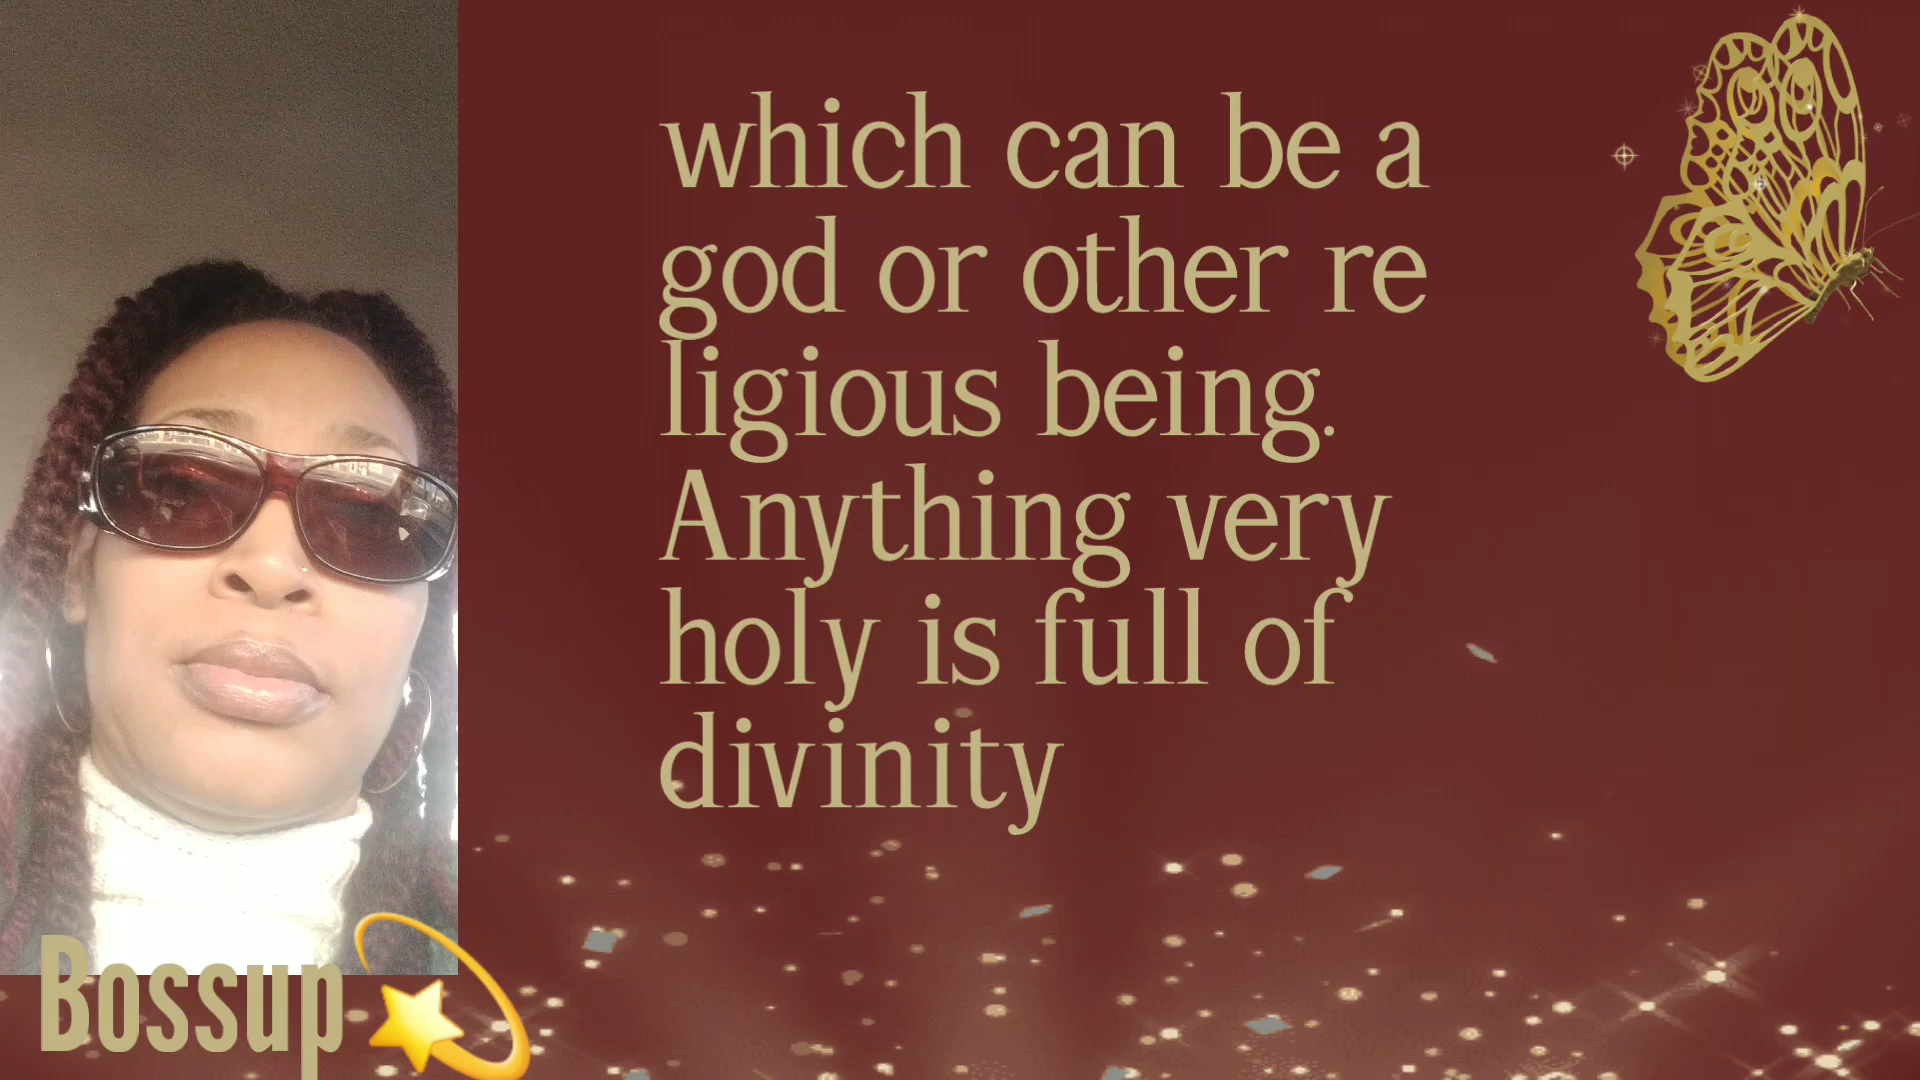 which can be a
god or other re
ligious being.
Anything very
holy is full of
divinity
Bossup